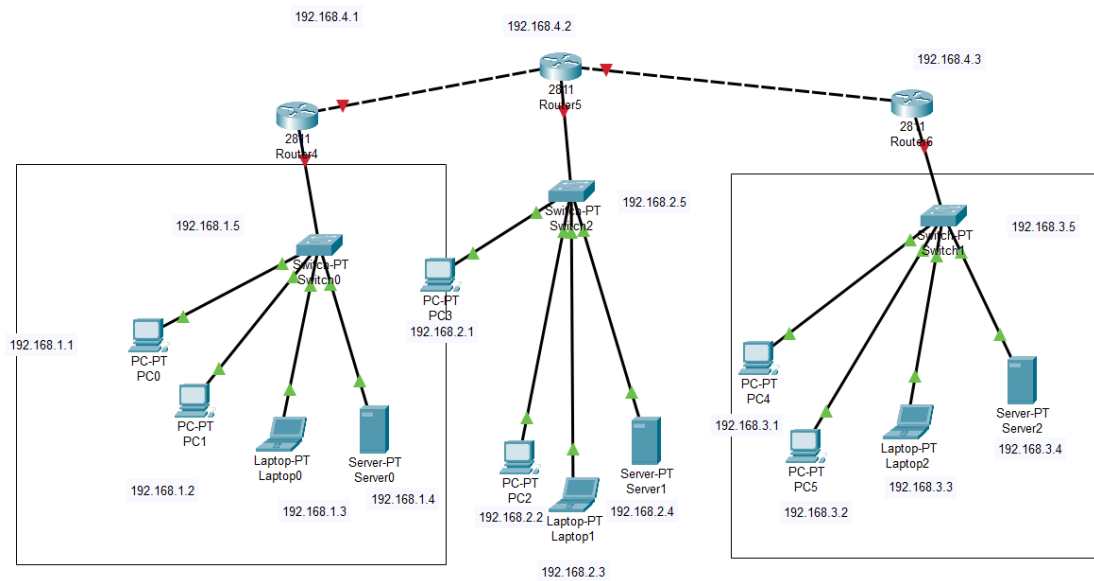 192.168.4.1
192.168.4.2
192.168.4.3
2811
Router5
2811
Router4
2811
Router6
192.168.1.5
Switch-PT
Switch0
Switch-PT
Switch2
192.168.2.5
Switch-PT
Switch1
192.168.3.5
192.168.1.1
PC-PT
PC0
PC-PT
PC1
Laptop-PT
Laptop0
Server-PT
Server0
192.168.1.2
192.168.1.3
192.168.1.4
PC-PT
PC3
192.168.2.1
PC-PT
PC2
192.168.2.2
Laptop-PT
Laptop1
192.168.2.3
Server-PT
Server1
192.168.2.4
PC-PT
PC4
192.168.3.1
PC-PT
PC5
192.168.3.2
Laptop-PT
Laptop2
192.168.3.3
Server-PT
Server2
192.168.3.4